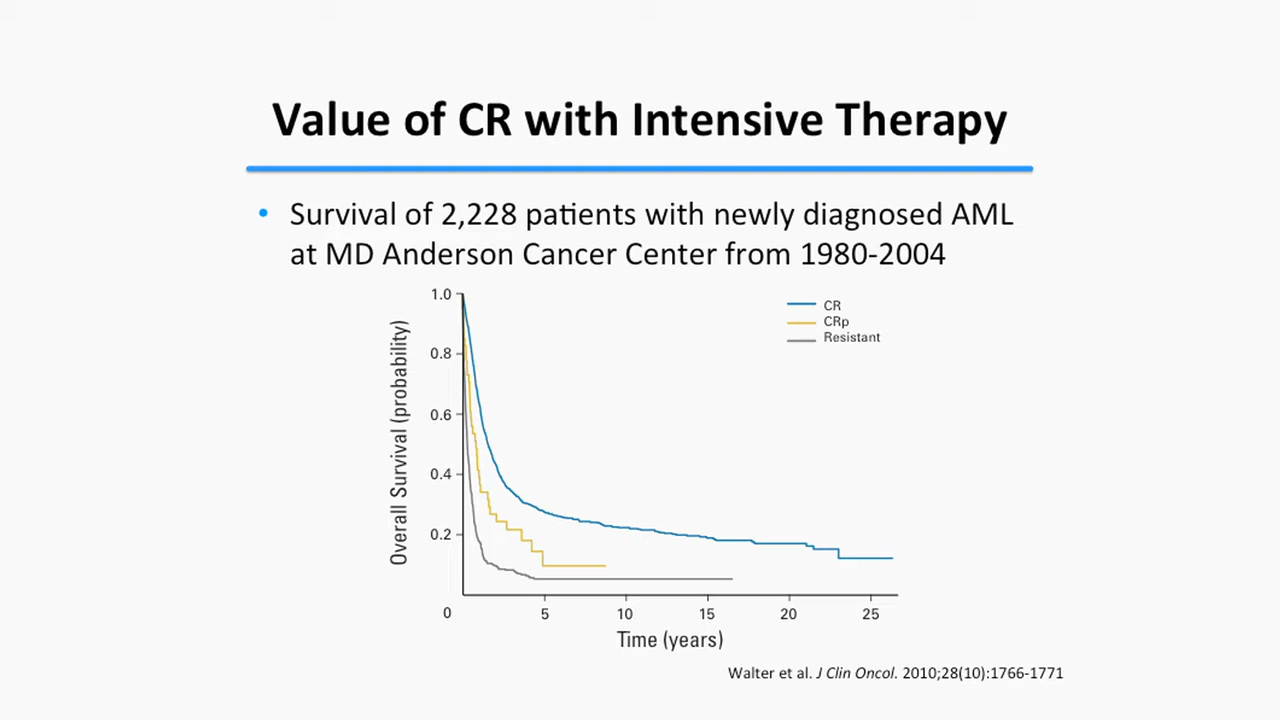 Value of CR with Intensive Therapy
• Survival of 2,228 patients with newly diagnosed AML
at MD Anderson Cancer Center from 1980-2004
Overall Survival (probability)
1.0
0.8
0.6
0.4
0.2
0
5
10
15
20
25
Time (years)
CR
CRp
Resistant
Walter et al. J Clin Oncol. 2010;28(10):1766-1771